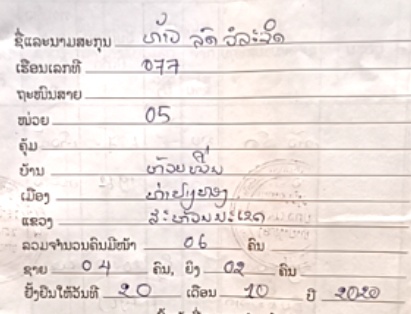 ຊື່ແລະນາມສະກຸນ ທ້າວ ລົດ ວິລະຈິດ
ເຮືອນເລກທີ 077
ຖະໜົນສາຍ
ໜ່ວຍ 05
ຄຸ້ມ
ບ້ານ ຫ້ວຍ
ເມືອງ
ແຂວງ ສະຫວັນນະເຂດ
ລວມຈຳນວນຄົນມີໜ້າ 06 ຄົນ
ຊາຍ 04 ຄົນ, ຍິງ 02 ຄົນ
ຢັ້ງຢືນໃຫ້ວັນທີ 20 ເດືອນ 10 ປີ 2020